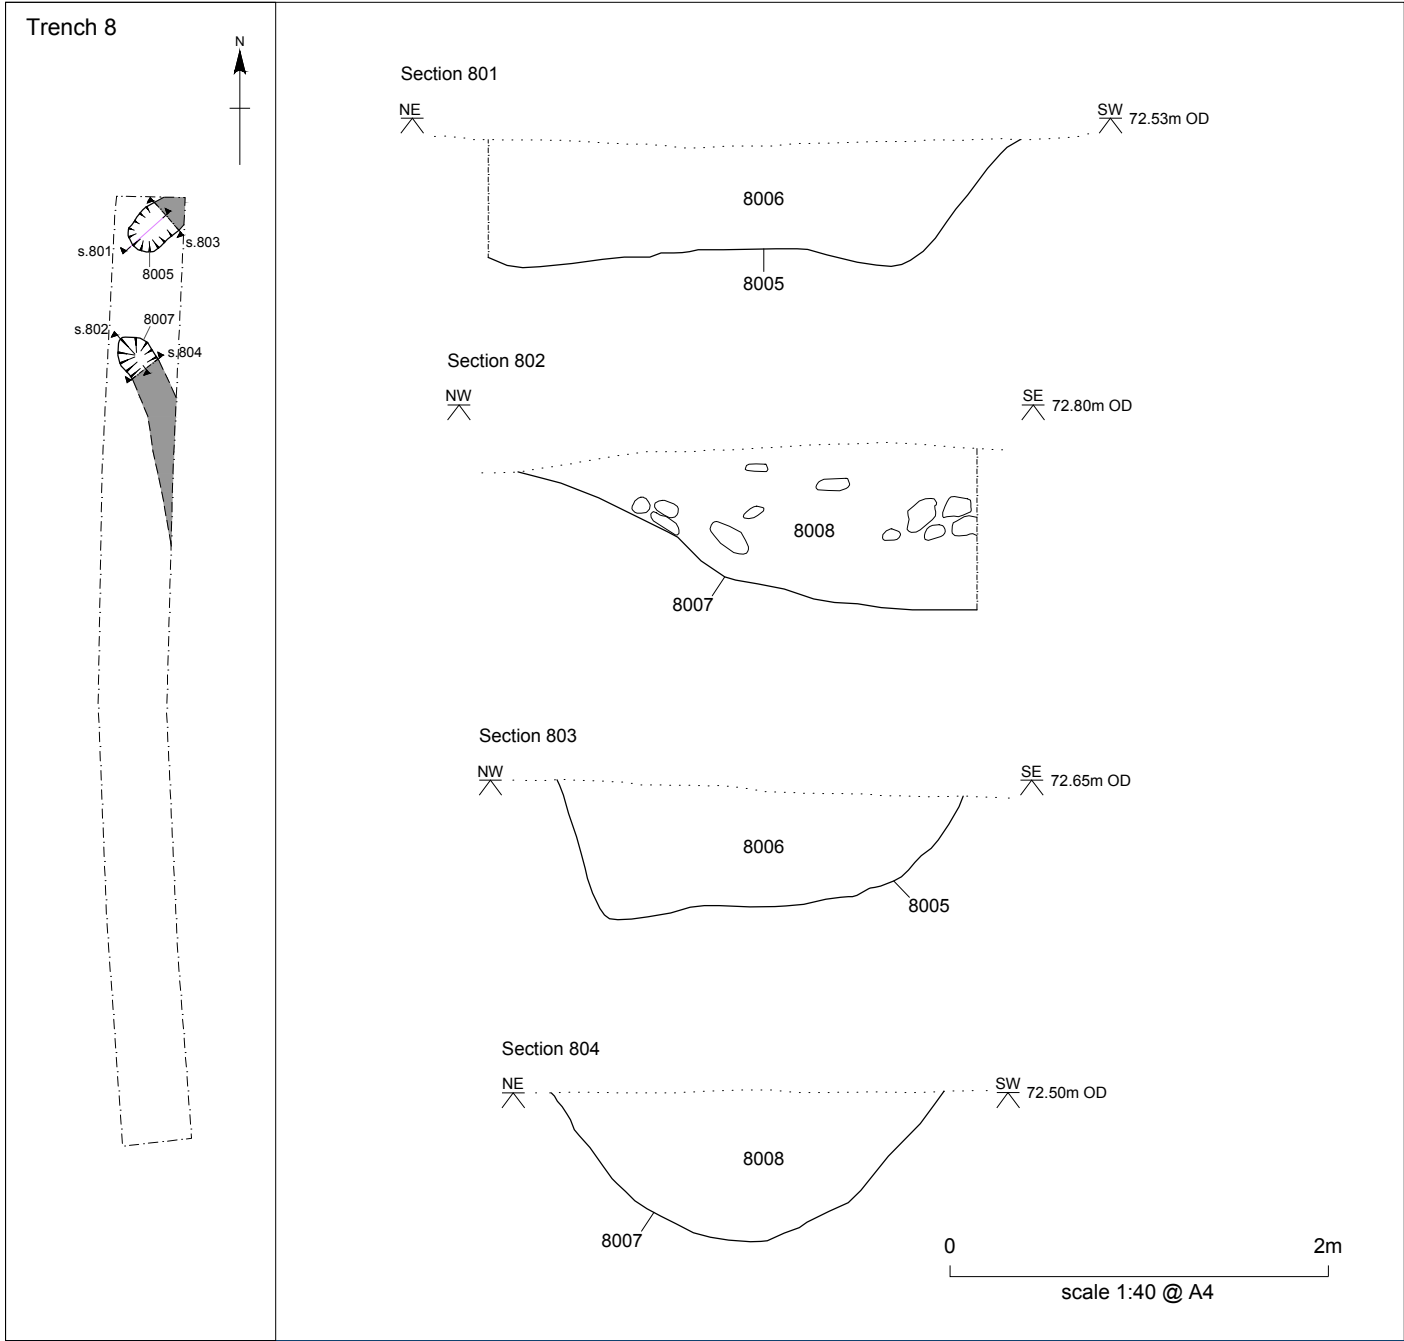 Trench 8
N
s.801
s.803
8005
s.802
8007
s.804
Section 801
NE
SW 72.53m OD
8006
8005
Section 802
NW
SE 72.80m OD
8008
8007
Section 803
NW
SE 72.65m OD
8006
8005
Section 804
NE
SW 72.50m OD
8008
8007
0 2m
scale 1:40 @ A4